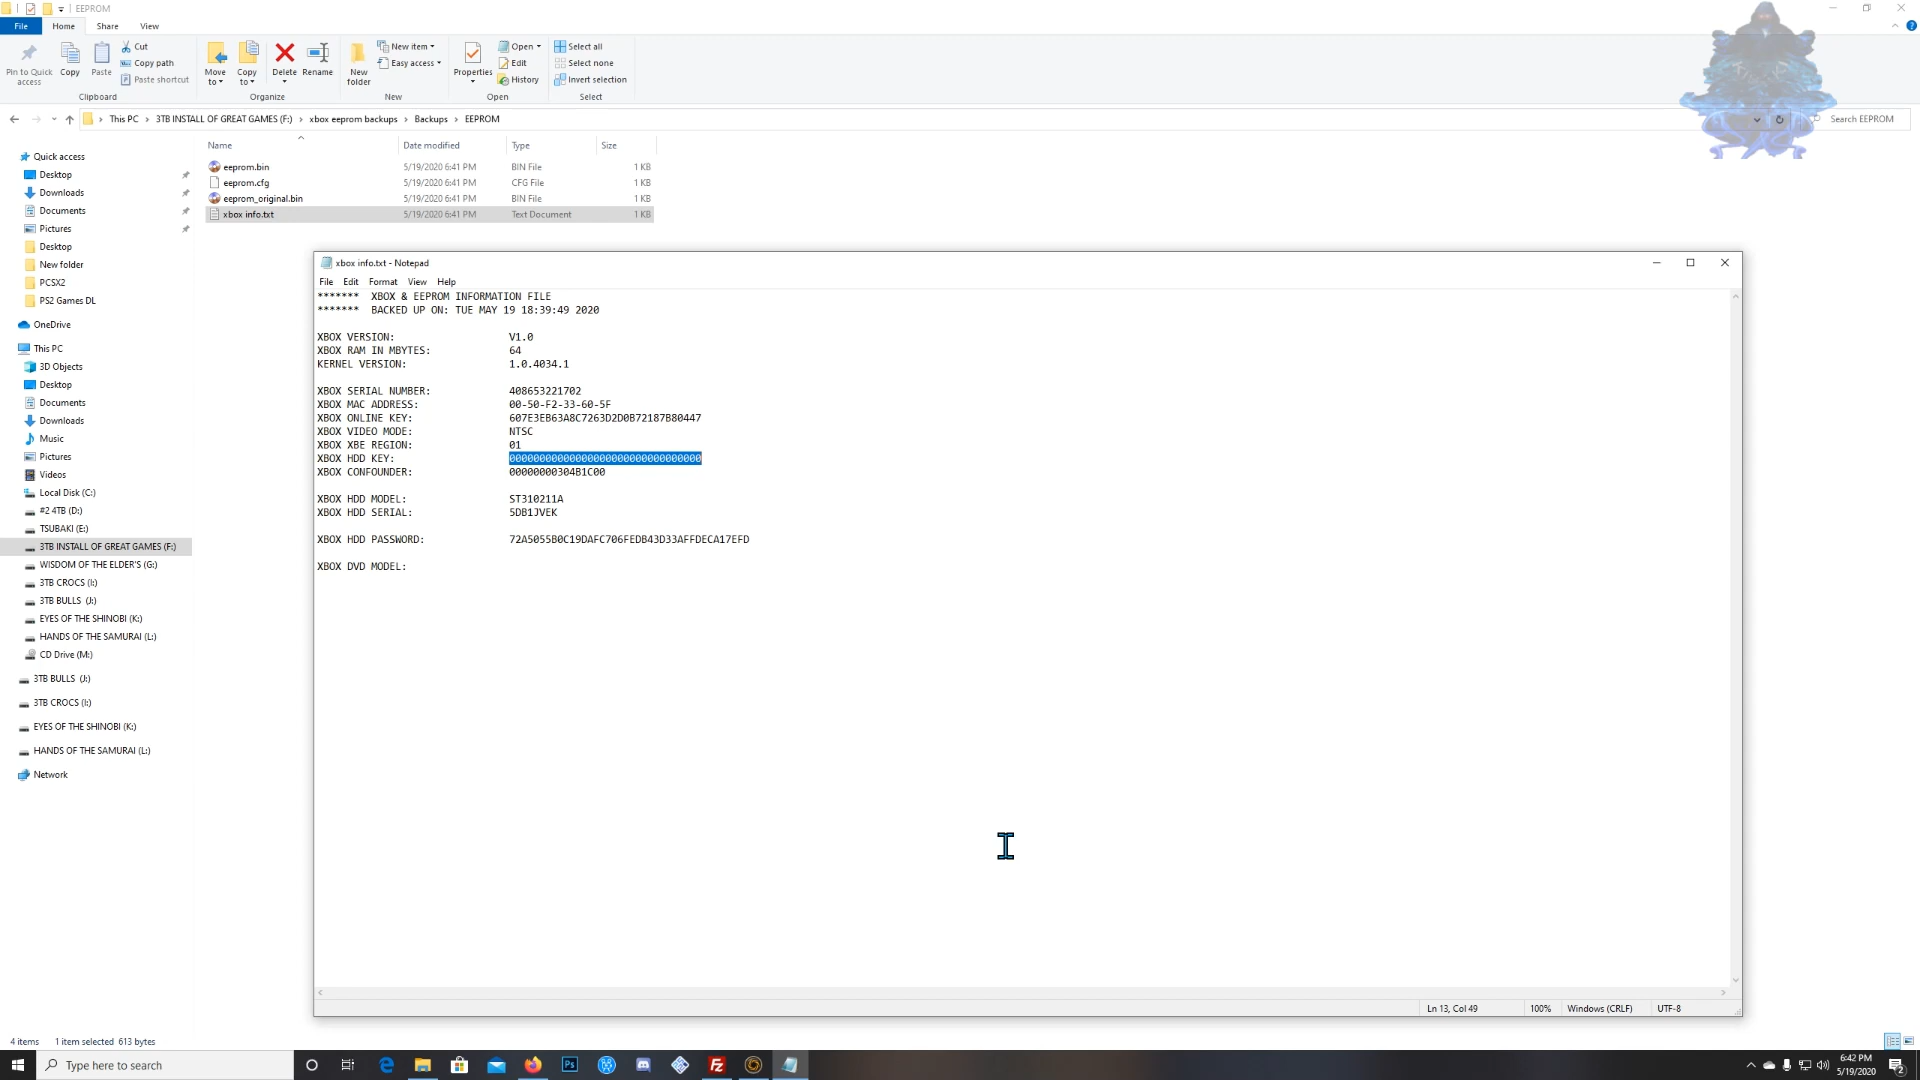 EEPROM
File Home Share View
Pin to Quick access
Copy
Paste
Cut
Copy path
Paste shortcut
Clipboard
Move to
Copy to
Delete
Rename
Organize
New folder
New item
Easy access
New
Properties
Open
Edit
History
Open
Select all
Select none
Invert selection
Select
This PC > 3TB INSTALL OF GREAT GAMES (F:) > xbox eeprom backups > Backups > EEPROM
Search EEPROM
Name Date modified Type Size
eeprom.bin 5/19/2020 6:41 PM BIN File 1 KB
eeprom.cfg 5/19/2020 6:41 PM CFG File 1 KB
eeprom_original.bin 5/19/2020 6:41 PM BIN File 1 KB
xbox info.txt 5/19/2020 6:41 PM Text Document 1 KB
Quick access
Desktop
Downloads
Documents
Pictures
Desktop
New folder
PCSX2
PS2 Games DL
OneDrive
This PC
3D Objects
Desktop
Documents
Downloads
Music
Pictures
Videos
Local Disk (C:)
#2 4TB (D:)
TSUBAKI (E:)
3TB INSTALL OF GREAT GAMES (F:)
WISDOM OF THE ELDER'S (G:)
3TB CROCS (I:)
3TB BULLS (J:)
EYES OF THE SHINOBI (K:)
HANDS OF THE SAMURAI (L:)
CD Drive (M:)
3TB BULLS (J:)
3TB CROCS (I:)
EYES OF THE SHINOBI (K:)
HANDS OF THE SAMURAI (L:)
Network
xbox info.txt - Notepad
File Edit Format View Help
******* XBOX & EEPROM INFORMATION FILE
******* BACKED UP ON: TUE MAY 19 18:39:49 2020
XBOX VERSION: V1.0
XBOX RAM IN MBYTES: 64
KERNEL VERSION: 1.0.4034.1
XBOX SERIAL NUMBER: 408653221702
XBOX MAC ADDRESS: 00-50-F2-33-60-5F
XBOX ONLINE KEY: 607E3EB63A8C7263D2D0B72187B80447
XBOX VIDEO MODE: NTSC
XBOX XBE REGION: 01
XBOX HDD KEY: 00000000000000000000000000000000
XBOX CONFOUNDER: 00000000304B1C00
XBOX HDD MODEL: ST310211A
XBOX HDD SERIAL: 5DB1JVEK
XBOX HDD PASSWORD: 72A5055B0C19DAFC706FEDB43D33AFFDECA17EFD
XBOX DVD MODEL:
Ln 13, Col 49 100% Windows (CRLF) UTF-8
4 items 1 item selected 613 bytes
Type here to search
Ps
Fz
6:42 PM
5/19/2020
2